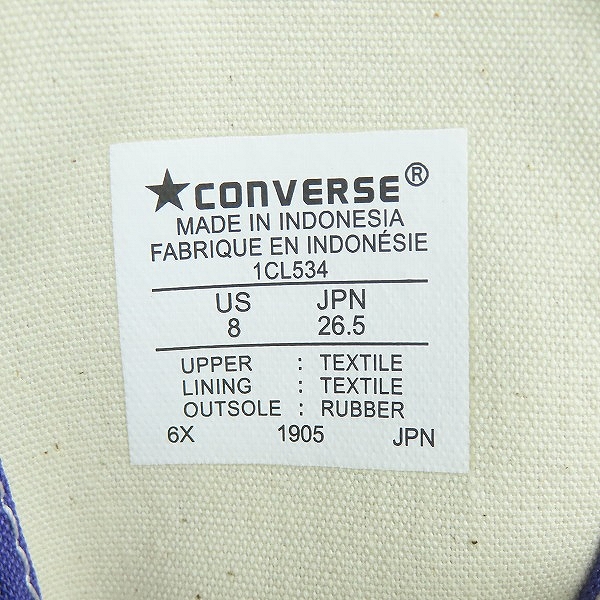 ★CONVERSE®
MADE IN INDONESIA
FABRIQUE EN INDONÉSIE
1CL534
US JPN
8 26.5
UPPER : TEXTILE
LINING : TEXTILE
OUTSOLE : RUBBER
6X 1905 JPN